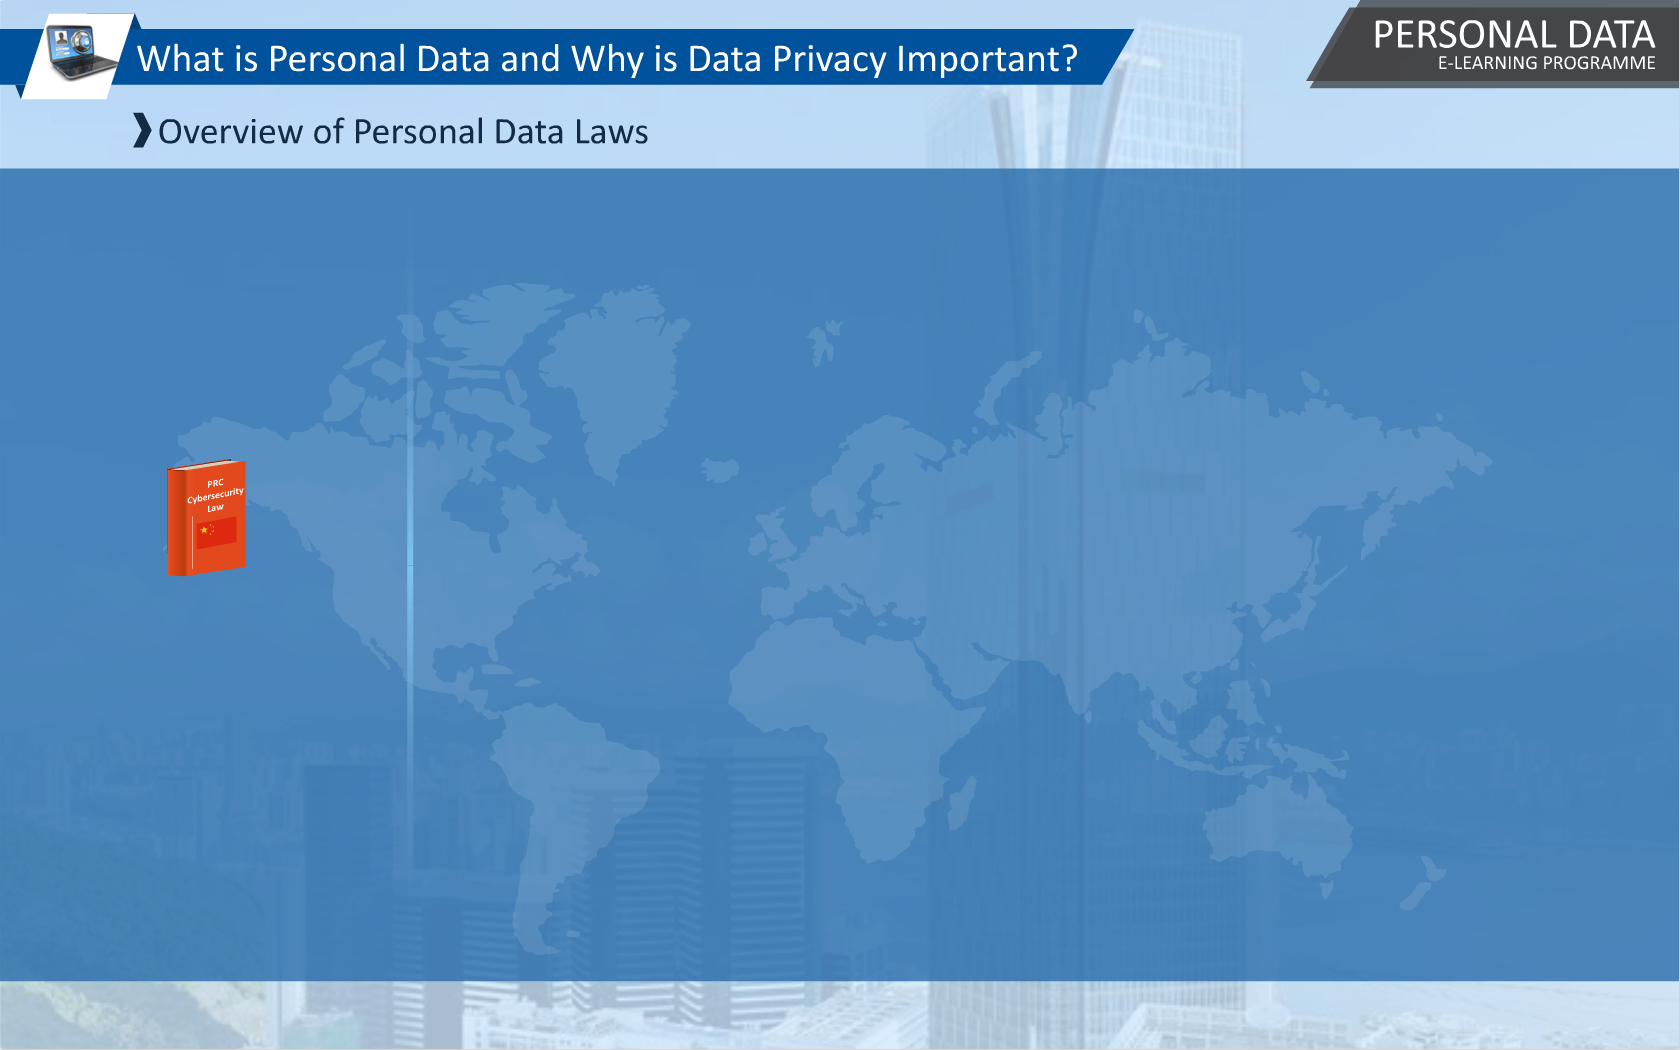 What is Personal Data and Why is Data Privacy Important?
PERSONAL DATA
E-LEARNING PROGRAMME
Overview of Personal Data Laws
PRC
Cybersecurity
Law